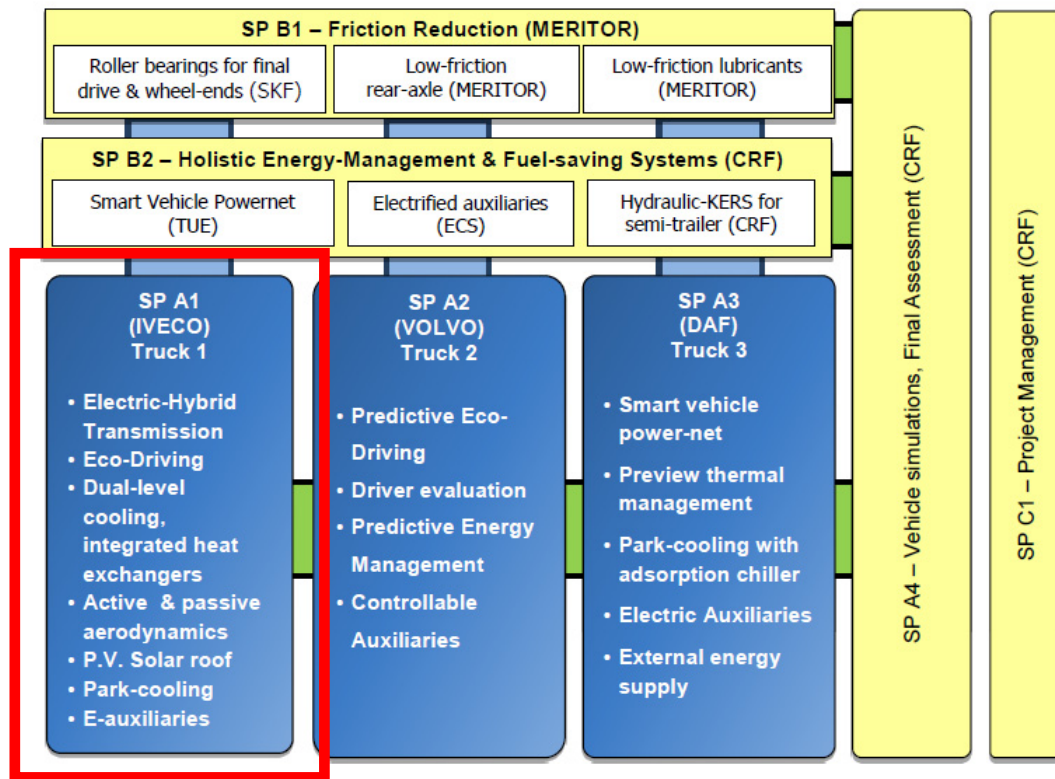 SP B1 – Friction Reduction (MERITOR)
Roller bearings for final
drive & wheel-ends (SKF)
Low-friction
rear-axle (MERITOR)
Low-friction lubricants
(MERITOR)
SP B2 – Holistic Energy-Management & Fuel-saving Systems (CRF)
Smart Vehicle Powernet
(TUE)
Electrified auxiliaries
(ECS)
Hydraulic-KERS for
semi-trailer (CRF)
SP A1
(IVECO)
Truck 1
• Electric-Hybrid
Transmission
• Eco-Driving
• Dual-level
cooling,
integrated heat
exchangers
• Active & passive
aerodynamics
• P.V. Solar roof
• Park-cooling
• E-auxiliaries
SP A2
(VOLVO)
Truck 2
• Predictive Eco-
Driving
• Driver evaluation
• Predictive Energy
Management
• Controllable
Auxiliaries
SP A3
(DAF)
Truck 3
• Smart vehicle
power-net
• Preview thermal
management
• Park-cooling with
adsorption chiller
• Electric Auxiliaries
• External energy
supply
SP A4 – Vehicle simulations, Final Assessment (CRF)
SP C1 – Project Management (CRF)